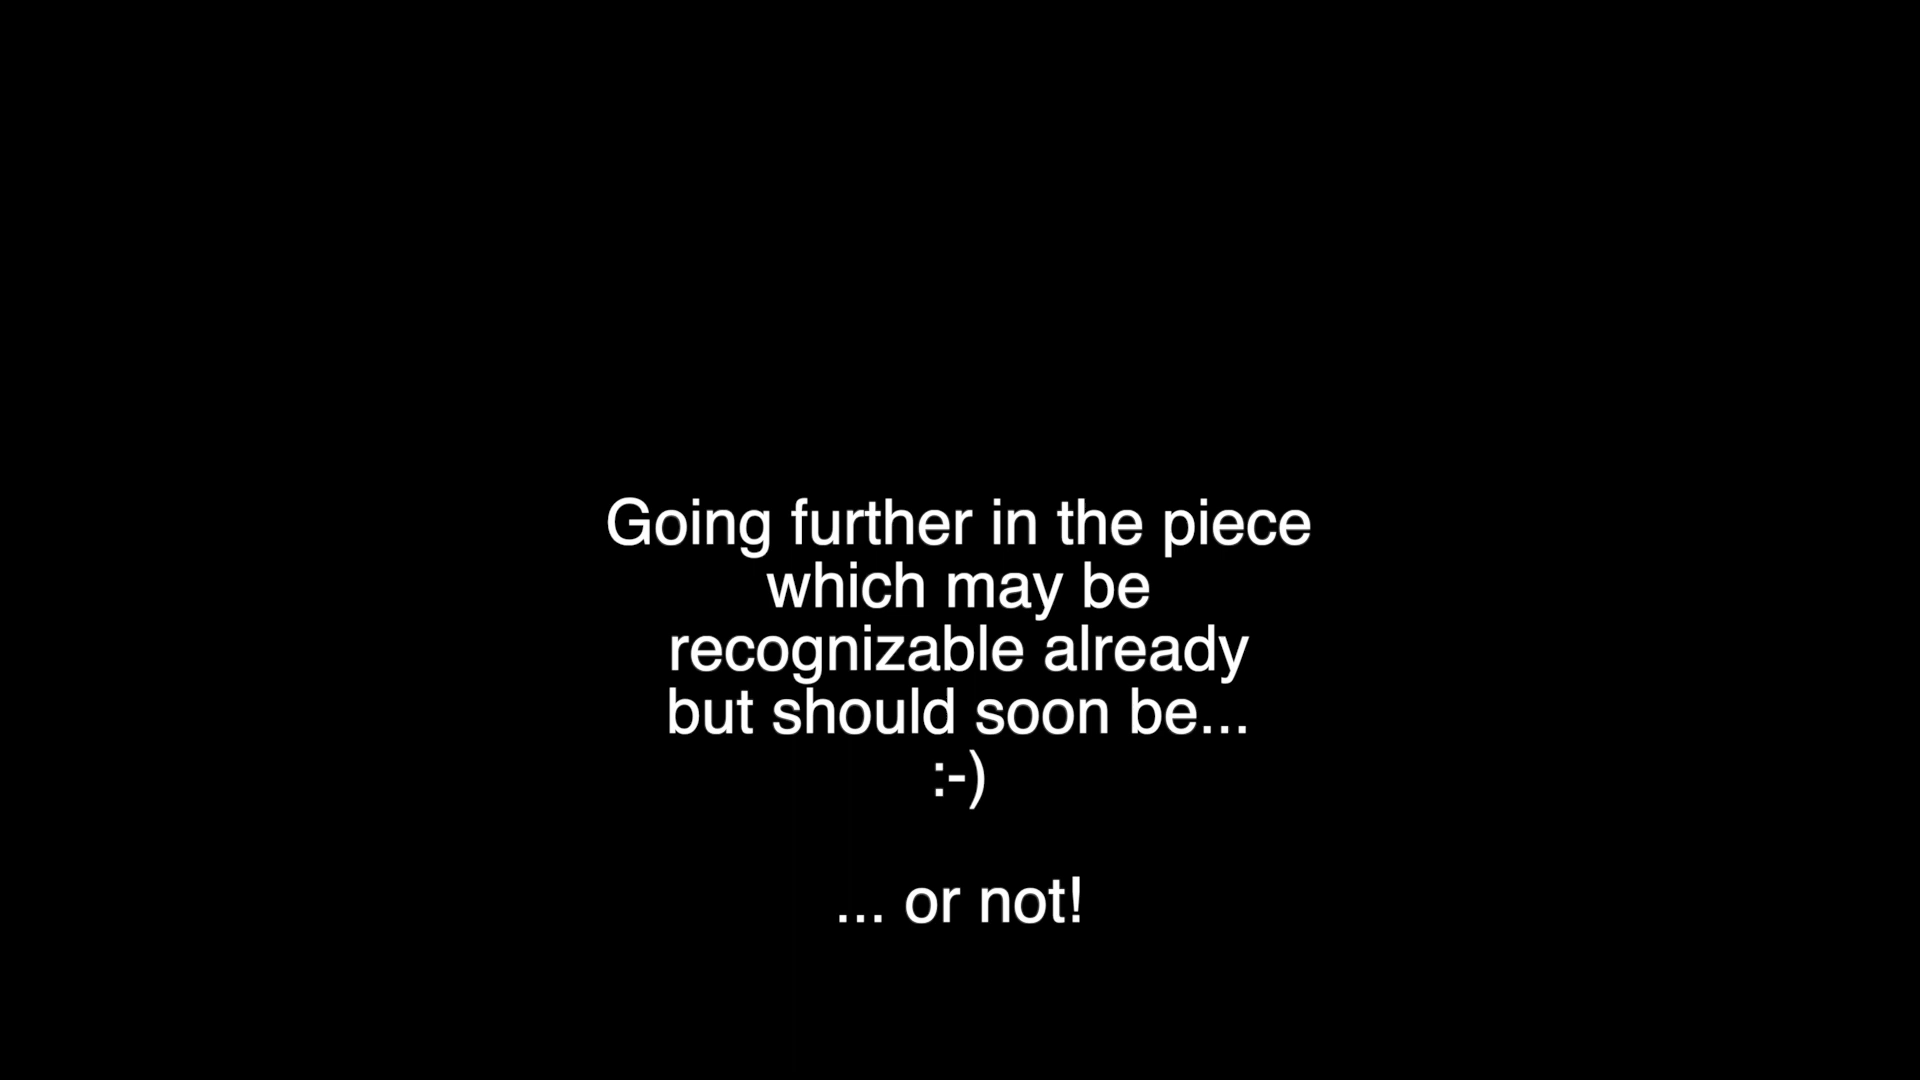 Going further in the piece
which may be
recognizable already
but should soon be...
:-)
... or not!